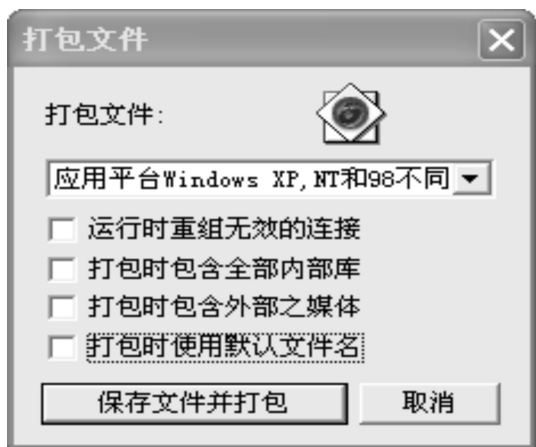 打包文件
打包文件:
应用平台Windows XP,NT和98不同
运行时重组无效的连接
打包时包含全部内部库
打包时包含外部之媒体
打包时使用默认文件名
保存文件并打包 取消